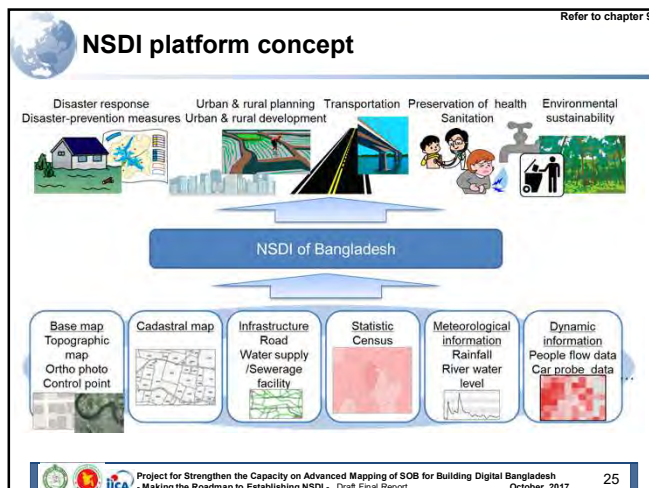 Refer to chapter 9
NSDI platform concept
Disaster response
Disaster-prevention measures
Urban & rural planning
Urban & rural development
Transportation
Preservation of health
Sanitation
Environmental
sustainability
NSDI of Bangladesh
Base map
Topographic
map
Ortho photo
Control point
Cadastral map
Infrastructure
Road
Water supply
/Sewerage
facility
Statistic
Census
Meteorological
information
Rainfall
River water
level
Dynamic
information
People flow data
Car probe data
...
jICA
Project for Strengthen the Capacity on Advanced Mapping of SOB for Building Digital Bangladesh
- Making the Roadmap to Establishing NSDI - Draft Final Report October, 2017
25